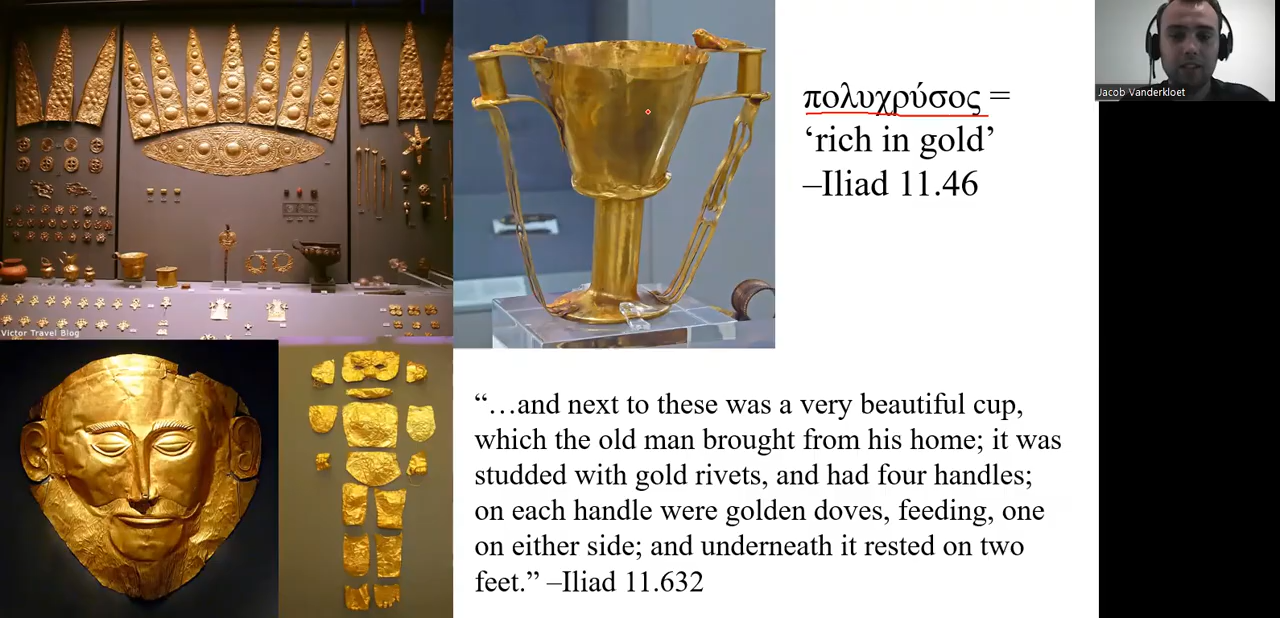 πολυχρύσος =
‘rich in gold’
–Iliad 11.46
Jacob Vanderkloet
Victor Travel Blog
“…and next to these was a very beautiful cup,
which the old man brought from his home; it was
studded with gold rivets, and had four handles;
on each handle were golden doves, feeding, one
on either side; and underneath it rested on two
feet.” –Iliad 11.632